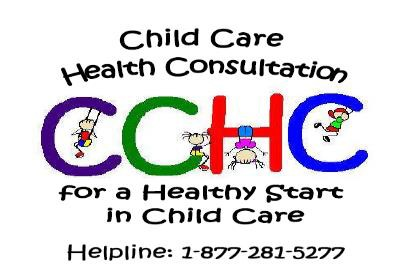 Child Care
Health Consultation
CCHC
for a Healthy Start
in Child Care
Helpline: 1-877-281-5277